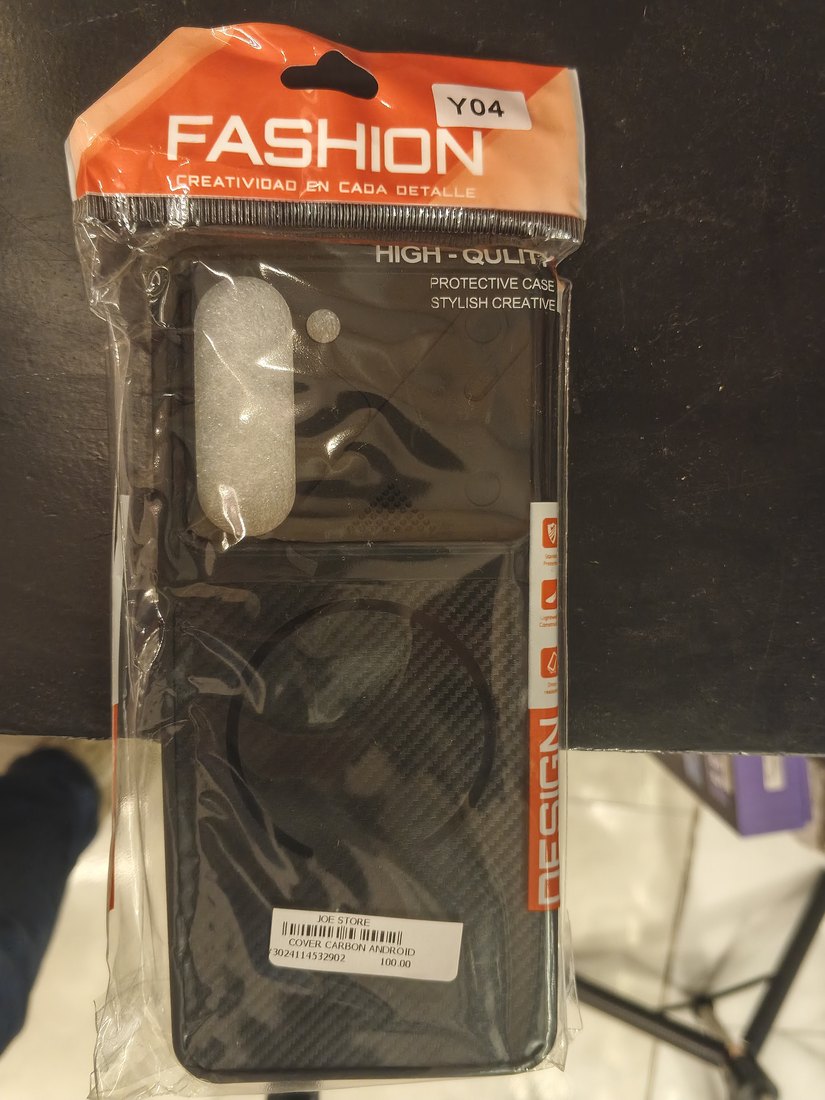 Y04
FASHION
CREATIVIDAD EN CADA DETALLE
HIGH - QULITY
PROTECTIVE CASE
STYLISH CREATIVE
DESIGN
JOE STORE
COVER CARBON ANDROID
3024114532902 100.00